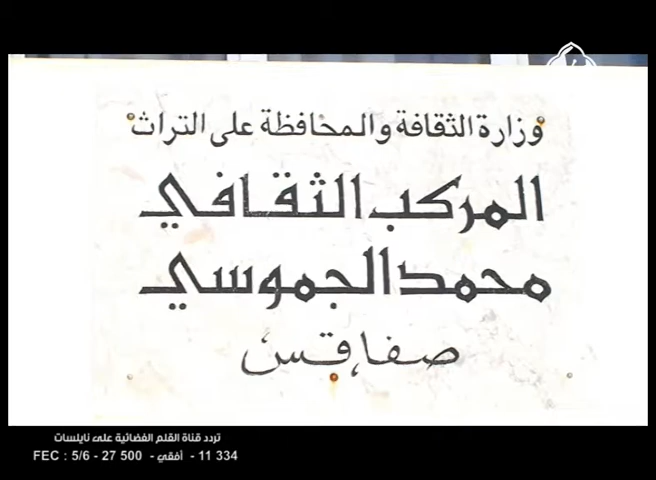 وزارة الثقافة والمحافظة على التراث
المركب الثقافي
محمد الجموسي
صفاقس
تردد قناة القلم الفضائية على نايلسات
FEC : 5/6 - 27 500 - أفقي - 11 334